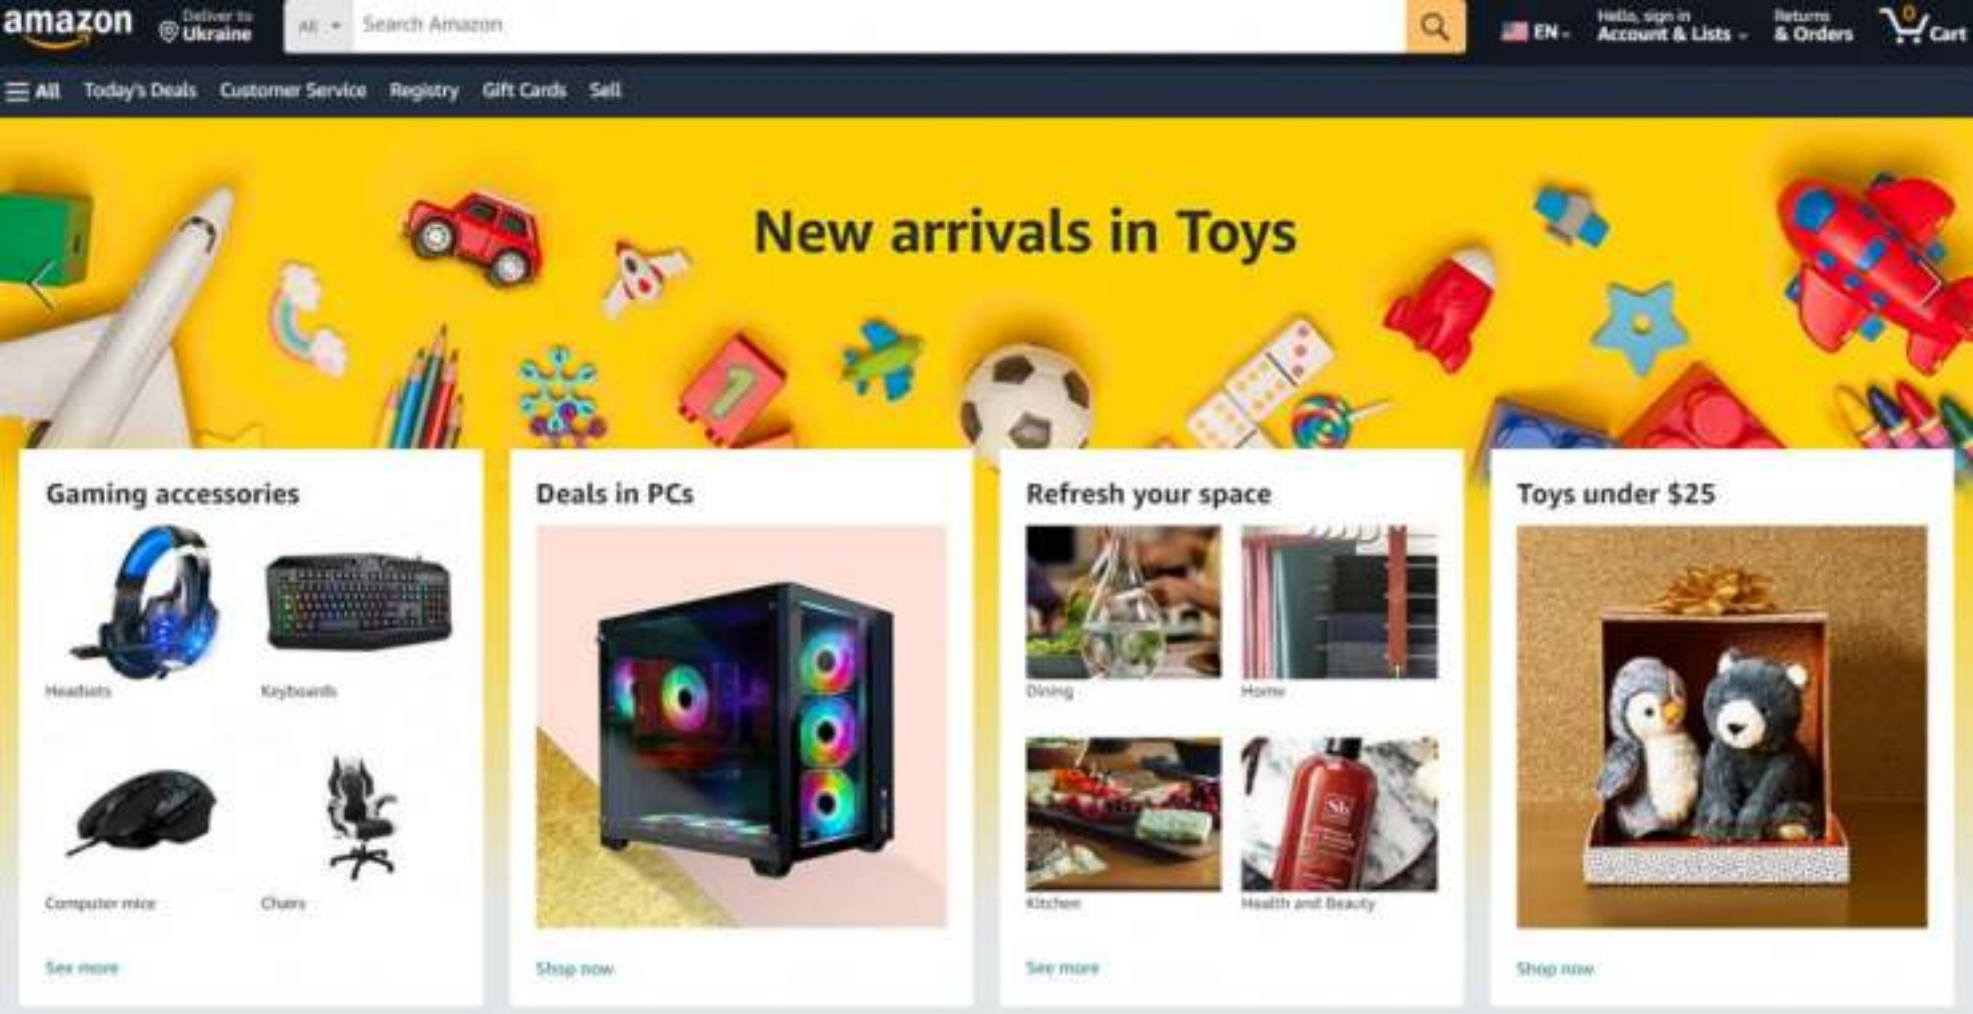 amazon
Deliver to
Ukraine
All
Search Amazon
EN
Hello, sign in
Account & Lists
Returns
& Orders
0
Cart
All
Today's Deals
Customer Service
Registry
Gift Cards
Sell
New arrivals in Toys
1
Gaming accessories
Headsets
Keyboards
Computer mice
Chairs
See more
Deals in PCs
Shop now
Refresh your space
Dining
Home
Kitchen
Sb
Health and Beauty
See more
Toys under $25
Shop now